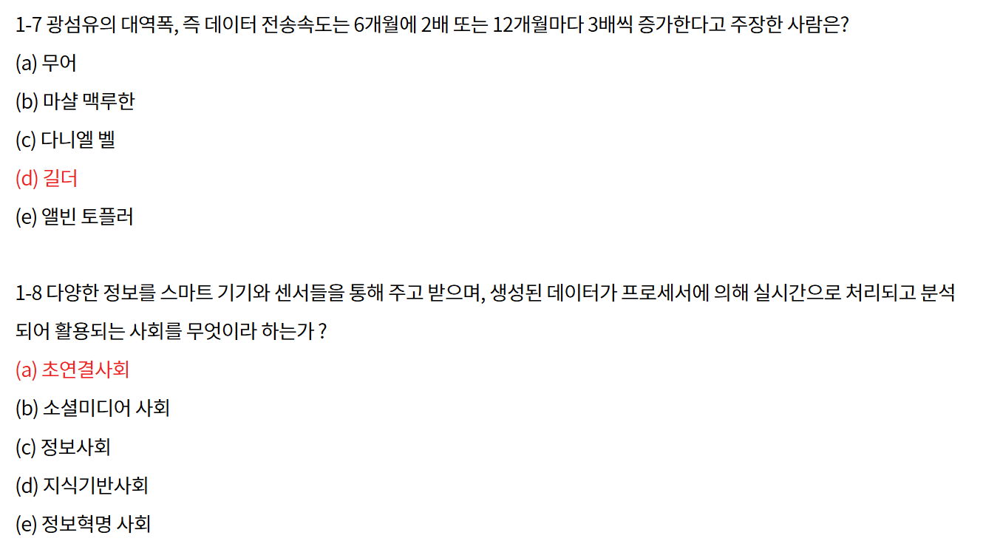 1-7 광섬유의 대역폭, 즉 데이터 전송속도는 6개월에 2배 또는 12개월마다 3배씩 증가한다고 주장한 사람은?
(a) 무어
(b) 마샬 맥루한
(c) 다니엘 벨
(d) 길더
(e) 앨빈 토플러
1-8 다양한 정보를 스마트 기기와 센서들을 통해 주고 받으며, 생성된 데이터가 프로세서에 의해 실시간으로 처리되고 분석
되어 활용되는 사회를 무엇이라 하는가 ?
(a) 초연결사회
(b) 소셜미디어 사회
(c) 정보사회
(d) 지식기반사회
(e) 정보혁명 사회